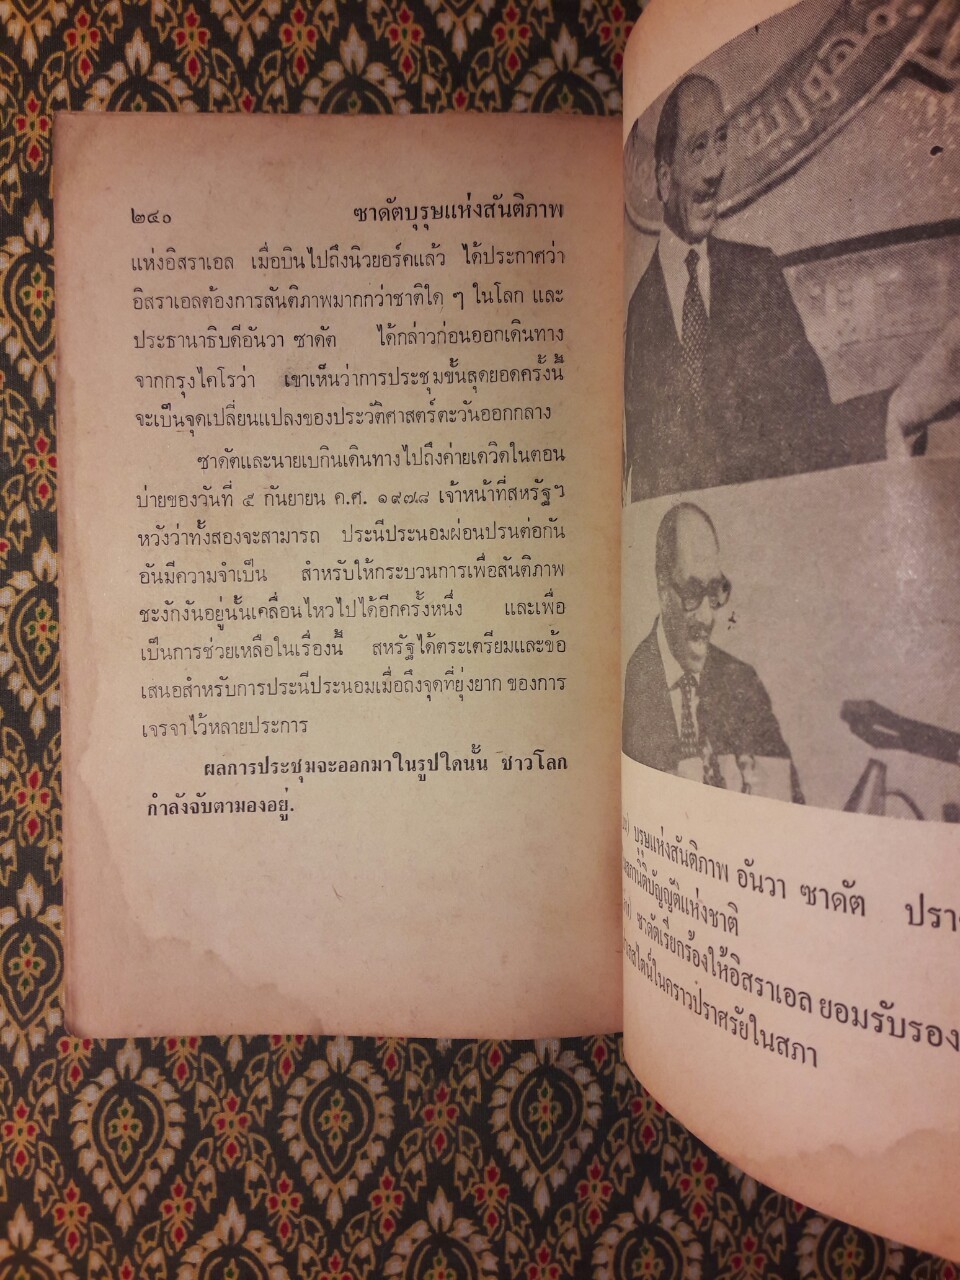 ๒๔๐ ซาดัตบุรุษแห่งสันติภาพ
แห่งอิสราเอล เมื่อบินไปถึงนิวยอร์คแล้ว ได้ประกาศว่า
อิสราเอลต้องการสันติภาพมากกว่าชาติใด ๆ ในโลก และ
ประธานาธิบดีอันวา ซาดัต ได้กล่าวก่อนออกเดินทาง
จากกรุงไคโรว่า เขาเห็นว่าการประชุมขั้นสุดยอดครั้งนี้
จะเป็นจุดเปลี่ยนแปลงของประวัติศาสตร์ตะวันออกกลาง
ซาดัตและนายเบกินเดินทางไปถึงค่ายเดวิดในตอน
บ่ายของวันที่ ๕ กันยายน ค.ศ. ๑๙๗๘ เจ้าหน้าที่สหรัฐฯ
หวังว่าทั้งสองจะสามารถ ประนีประนอมผ่อนปรนต่อกัน
อันมีความจำเป็น สำหรับให้กระบวนการเพื่อสันติภาพ
ชะงักงันอยู่นั้นเคลื่อนไหวไปได้อีกครั้งหนึ่ง และเพื่อ
เป็นการช่วยเหลือในเรื่องนี้ สหรัฐได้ตระเตรียมและข้อ
เสนอสำหรับการประนีประนอมเมื่อถึงจุดที่ยุ่งยาก ของการ
เจรจาไว้หลายประการ
ผลการประชุมจะออกมาในรูปใดนั้น ชาวโลก
กำลังจับตามองอยู่.
บุรุษแห่งสันติภาพ อันวา ซาดัต
นิติบัญญัติแห่งชาติ
ซาดัตเรียกร้องให้อิสราเอล ยอมรับรอง
ในคราวปราศรัยในสภา